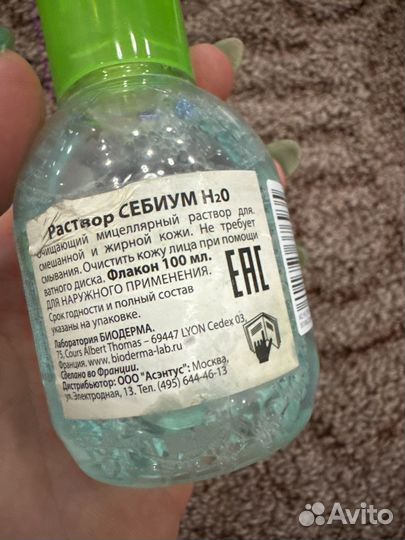 Раствор СЕБИУМ H₂O
Очищающий мицеллярный раствор для
смешанной и жирной кожи. Не требует
смывания. Очистить кожу лица при помощи
ватного диска. Флакон 100 мл.
ДЛЯ НАРУЖНОГО ПРИМЕНЕНИЯ.
Срок годности и полный состав
указаны на упаковке.
EAC
Лаборатория БИОДЕРМА.
75, Cours Albert Thomas – 69447 LYON Cedex 03,
Франция. www.bioderma-lab.ru
Сделано во Франции.
Дистрибьютор: ООО "Асэнтус": Москва,
ул.Электродная, 13. Тел. (495) 644-46-13
Avito